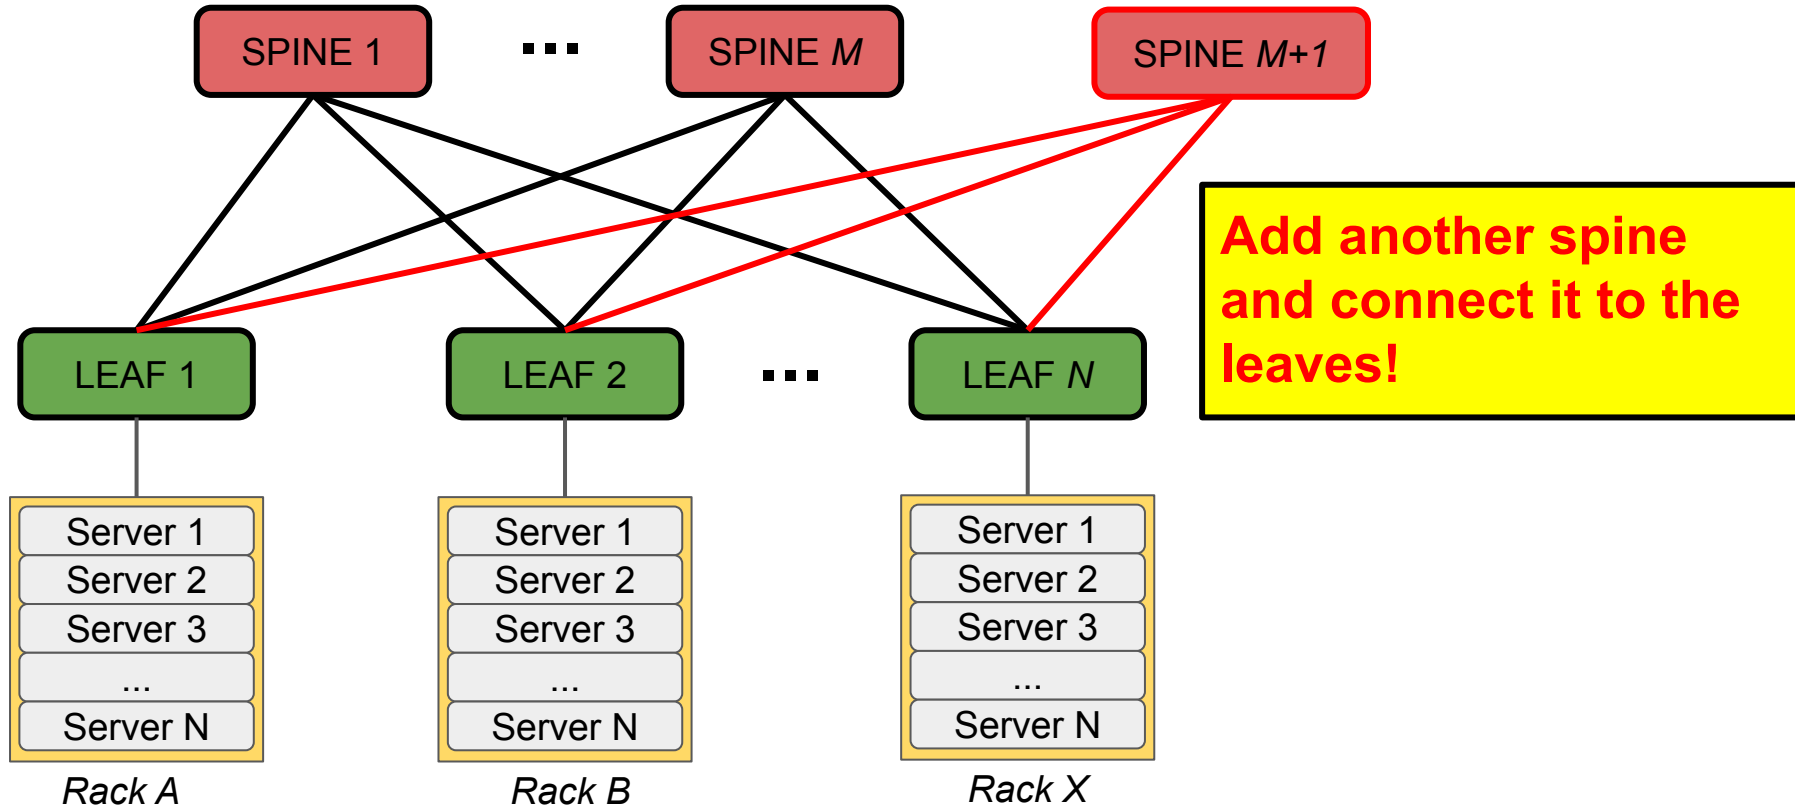 SPINE 1
...
SPINE M
SPINE M+1
Add another spine
and connect it to the
leaves!
LEAF 1
LEAF 2
...
LEAF N
Server 1
Server 2
Server 3
...
Server N
Rack A
Server 1
Server 2
Server 3
...
Server N
Rack B
Server 1
Server 2
Server 3
...
Server N
Rack X